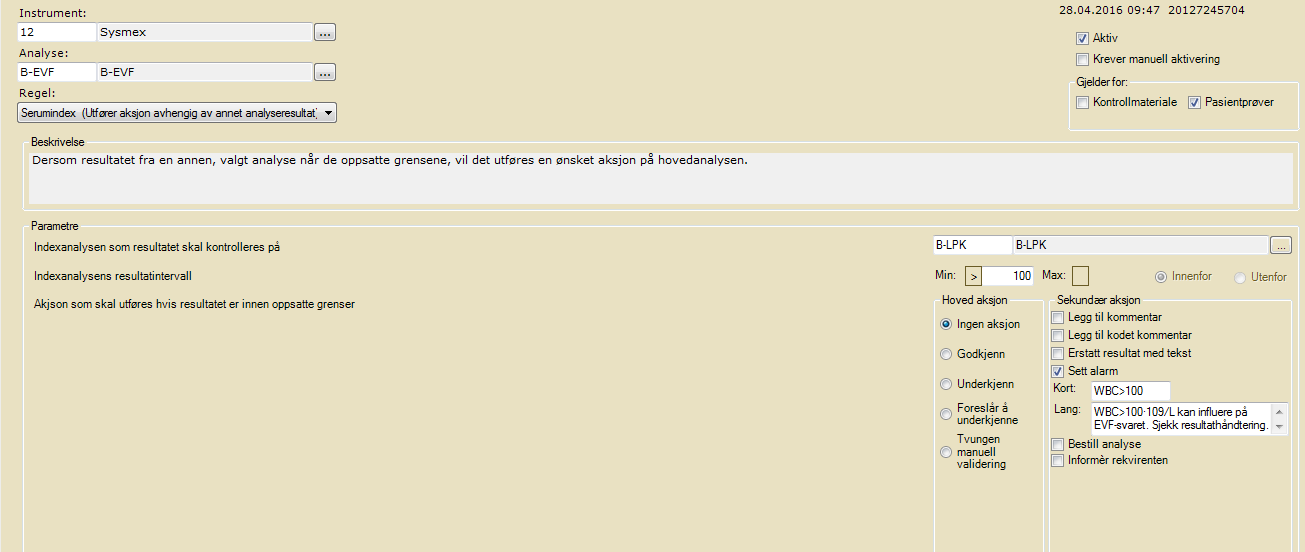 Instrument:
12 Sysmex ...
Analyse:
B-EVF B-EVF ...
Regel:
Serumindex (Utfører aksjon avhengig av annet analyseresultat)
28.04.2016 09:47 20127245704
Aktiv
Krever manuell aktivering
Gjelder for:
Kontrollmateriale Pasientprøver
Beskrivelse
Dersom resultatet fra en annen, valgt analyse når de oppsatte grensene, vil det utføres en ønsket aksjon på hovedanalysen.
Parametre
Indexanalysen som resultatet skal kontrolleres på B-LPK B-LPK ...
Indexanalysens resultatintervall Min: > 100 Max: Innenfor Utenfor
Akjson som skal utføres hvis resultatet er innen oppsatte grenser
Hoved aksjon
Ingen aksjon
Godkjenn
Underkjenn
Foreslår å
underkjenne
Tvungen
manuell
validering
Sekundær aksjon
Legg til kommentar
Legg til kodet kommentar
Erstatt resultat med tekst
Sett alarm
Kort: WBC>100
Lang: WBC>100·109/L kan influere på
EVF-svaret. Sjekk resultathåndtering.
Bestill analyse
Informèr rekvirenten